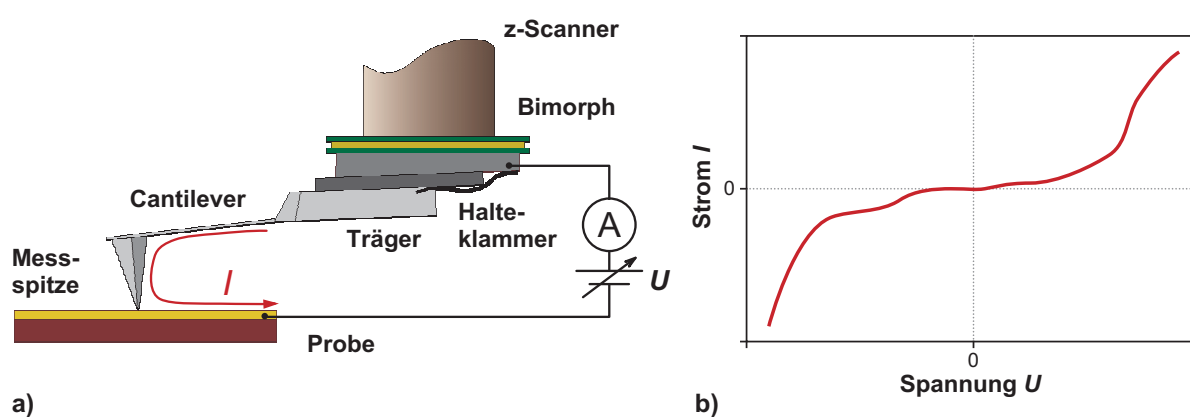 z-Scanner
Bimorph
Cantilever
Halte-
klammer
Träger
Mess-
spitze
I
A
U
Probe
a)
Strom I
0
0
Spannung U
b)